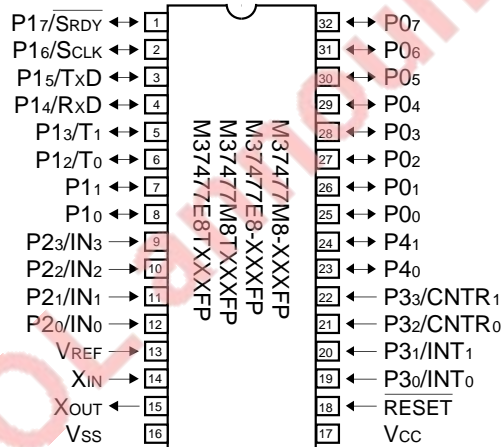 P17/SRDY 1 32 P07
P16/SCLK 2 31 P06
P15/TXD 3 30 P05
P14/RXD 4 29 P04
P13/T1 5 28 P03
P12/T0 6 27 P02
P11 7 26 P01
P10 8 25 P00
P23/IN3 9 24 P41
P22/IN2 10 23 P40
P21/IN1 11 22 P33/CNTR1
P20/IN0 12 21 P32/CNTR0
VREF 13 20 P31/INT1
XIN 14 19 P30/INT0
XOUT 15 18 RESET
VSS 16 17 VCC
M37477M8-XXXFP
M37477E8-XXXFP
M37477M8TXXXFP
M37477E8TXXXFP